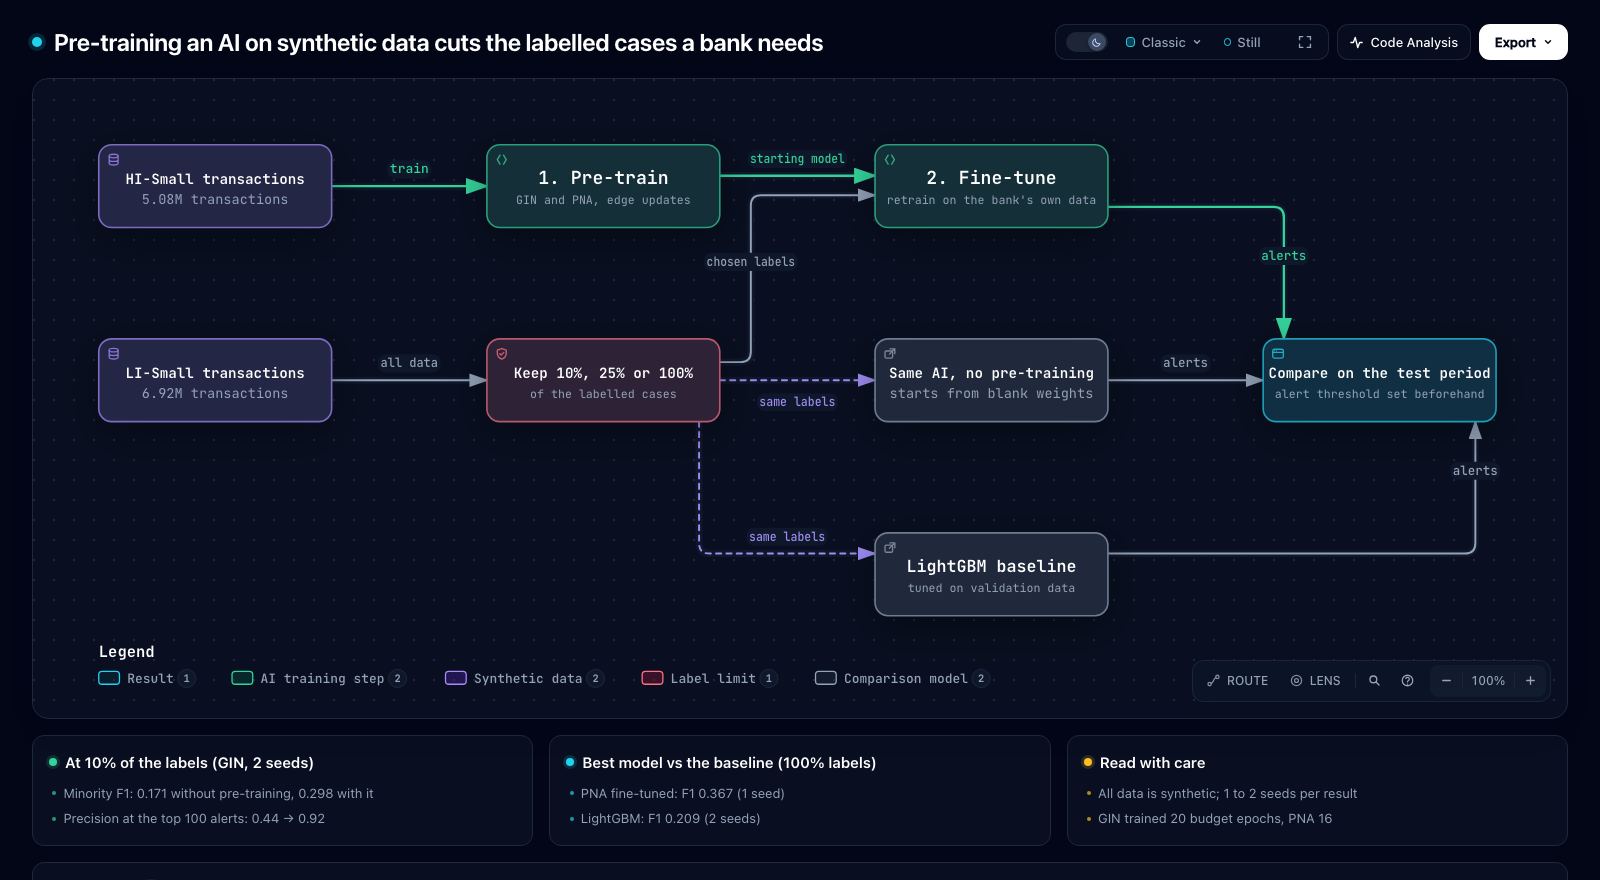 Pre-training an AI on synthetic data cuts the labelled cases a bank needs
Classic
Still
Code Analysis
Export
HI-Small transactions
5.08M transactions
train
1. Pre-train
GIN and PNA, edge updates
starting model
2. Fine-tune
retrain on the bank's own data
chosen labels
alerts
LI-Small transactions
6.92M transactions
all data
Keep 10%, 25% or 100%
of the labelled cases
same labels
Same AI, no pre-training
starts from blank weights
alerts
Compare on the test period
alert threshold set beforehand
alerts
same labels
LightGBM baseline
tuned on validation data
Legend
Result 1
AI training step 2
Synthetic data 2
Label limit 1
Comparison model 2
ROUTE
LENS
− 100% +
At 10% of the labels (GIN, 2 seeds)
• Minority F1: 0.171 without pre-training, 0.298 with it
• Precision at the top 100 alerts: 0.44 → 0.92
Best model vs the baseline (100% labels)
• PNA fine-tuned: F1 0.367 (1 seed)
• LightGBM: F1 0.209 (2 seeds)
Read with care
• All data is synthetic; 1 to 2 seeds per result
• GIN trained 20 budget epochs, PNA 16